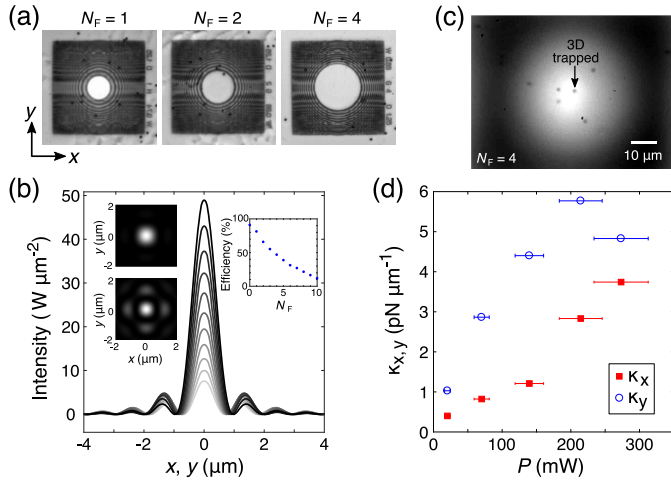 (a)
N_F = 1
N_F = 2
N_F = 4
y
x
(b)
Intensity (W µm⁻²)
50
40
30
20
10
0
-4
-2
0
2
4
x, y (µm)
y (µm)
2
0
-2
y (µm)
2
0
-2
-2
0
2
x (µm)
Efficiency (%)
100
50
0
0
5
10
N_F
(c)
3D
trapped
N_F = 4
10 µm
(d)
κ_x,y (pN µm⁻¹)
6
5
4
3
2
1
0
0
100
200
300
P (mW)
κ_x
κ_y